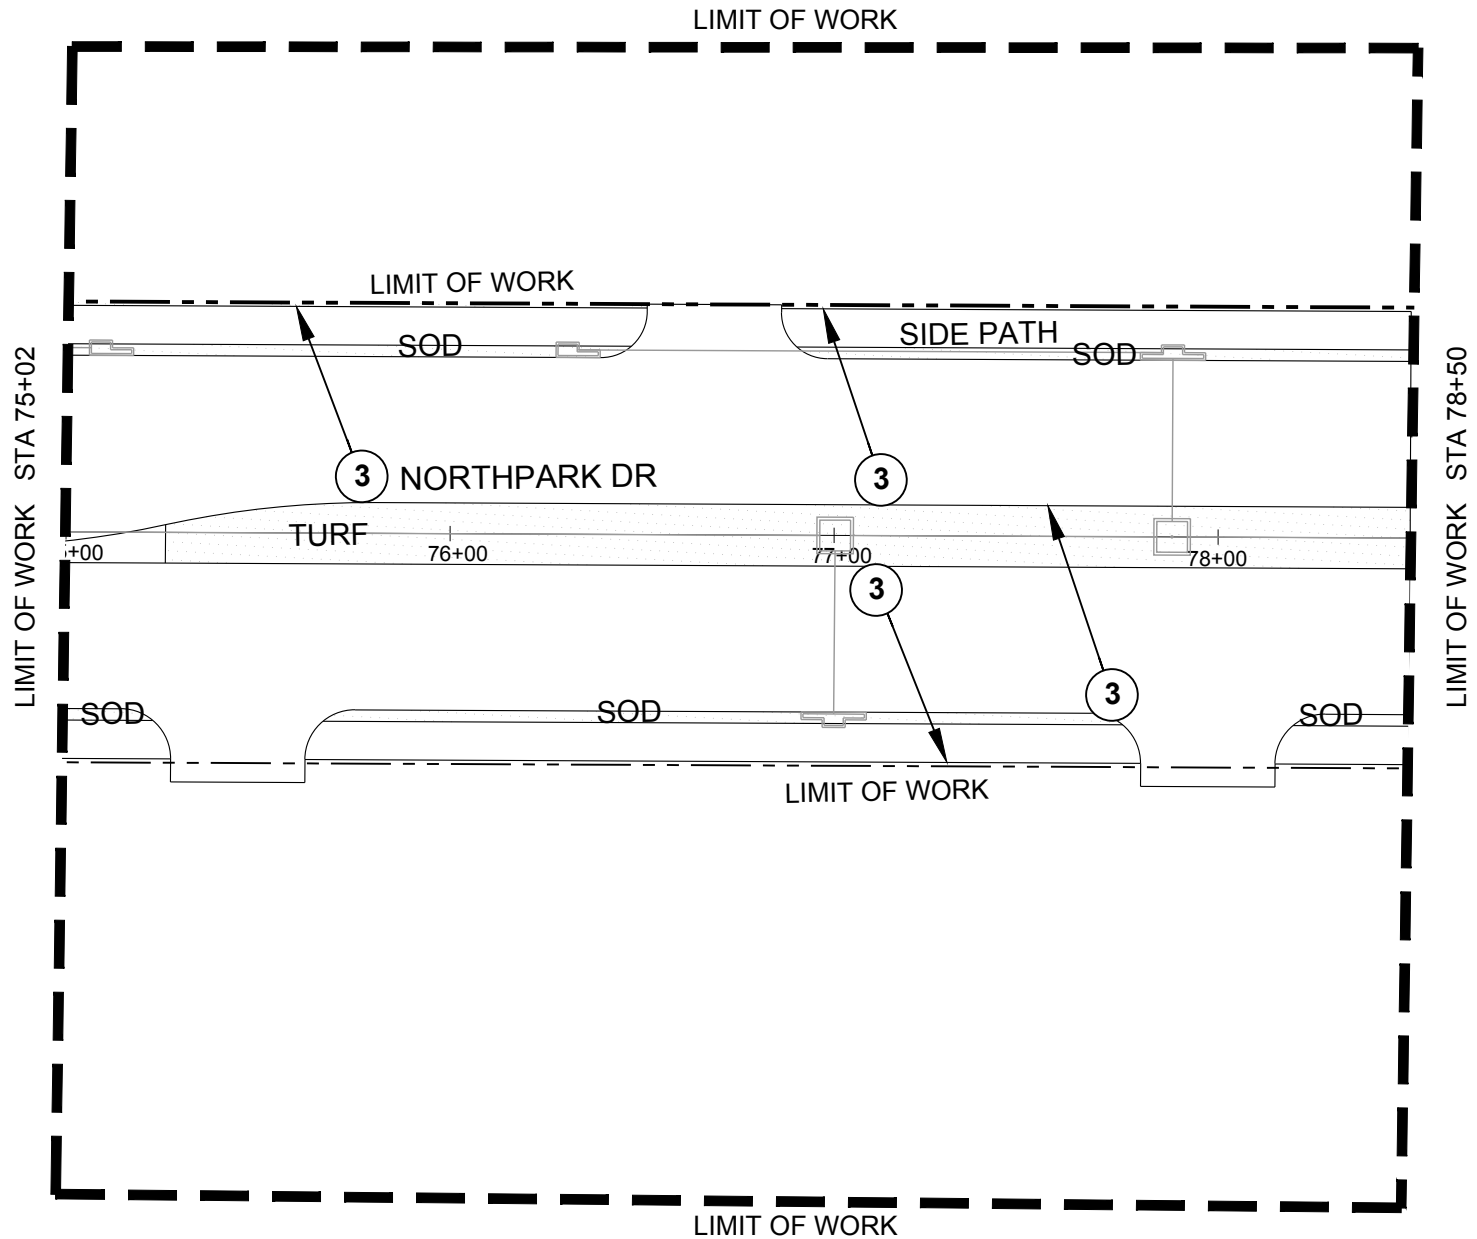 LIMIT OF WORK
LIMIT OF WORK
SOD
SIDE PATH
SOD
LIMIT OF WORK STA 75+02
LIMIT OF WORK STA 78+50
3
NORTHPARK DR
3
TURF
+00
76+00
77+00
78+00
3
3
SOD
SOD
SOD
LIMIT OF WORK
LIMIT OF WORK